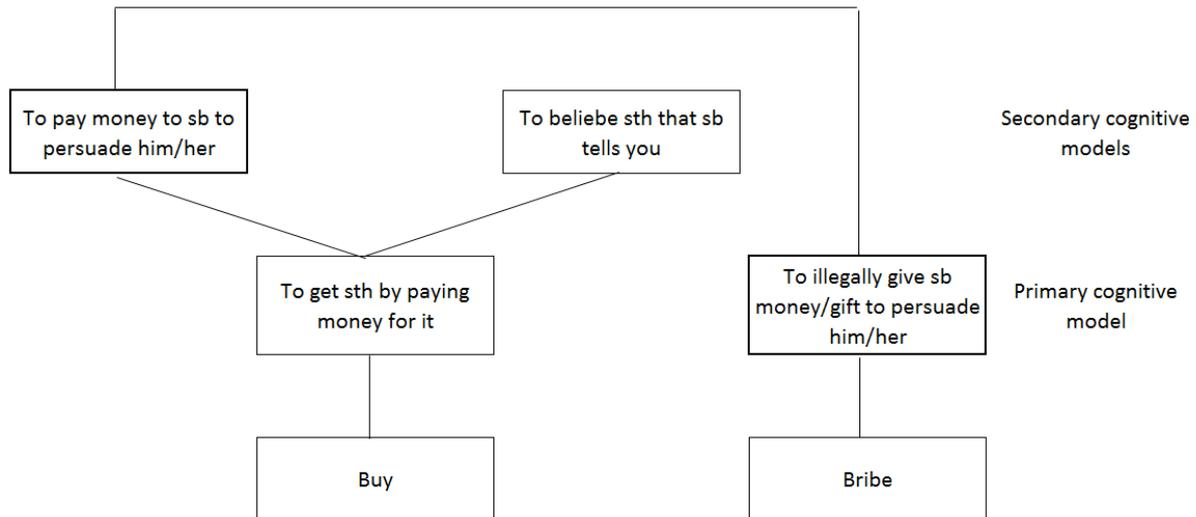 To pay money to sb to
persuade him/her
To beliebe sth that sb
tells you
Secondary cognitive
models
To get sth by paying
money for it
To illegally give sb
money/gift to persuade
him/her
Primary cognitive
model
Buy
Bribe